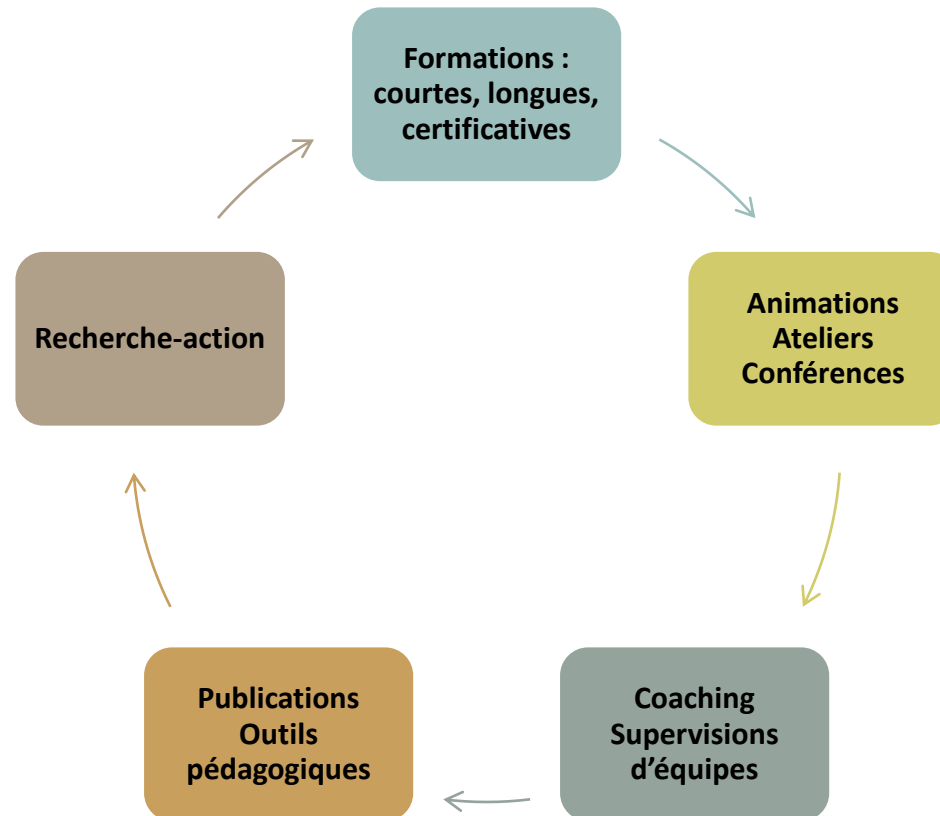 Formations :
courtes, longues,
certificatives
Animations
Ateliers
Conférences
Coaching
Supervisions
d’équipes
Publications
Outils
pédagogiques
Recherche-action